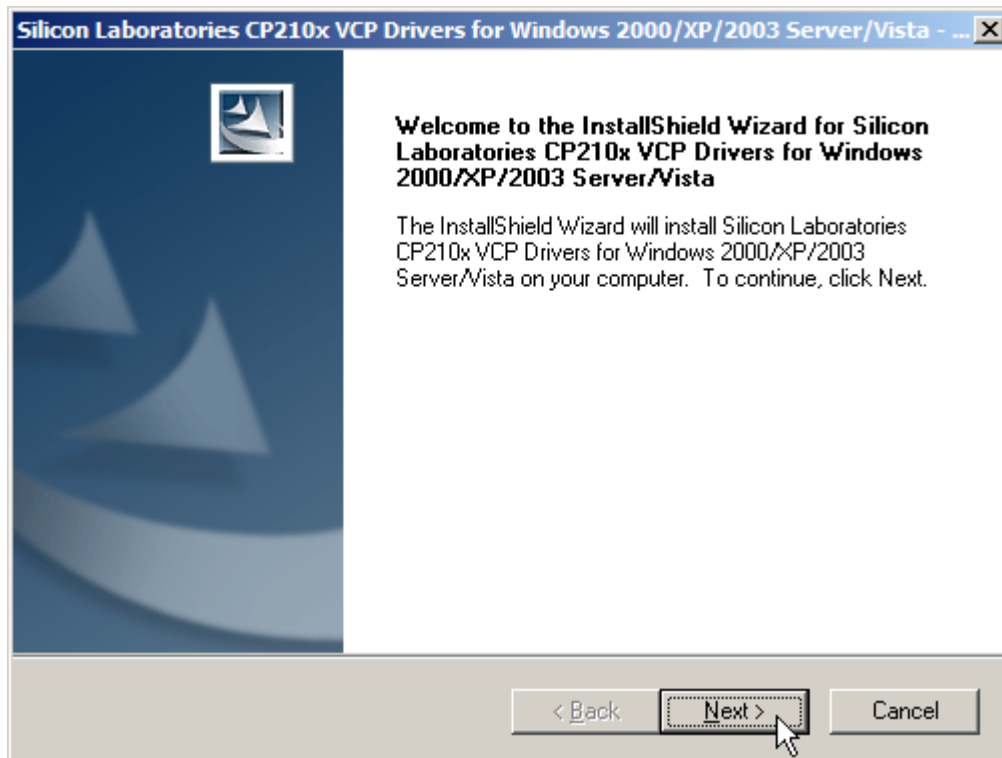 Silicon Laboratories CP210x VCP Drivers for Windows 2000/XP/2003 Server/Vista - ...
Welcome to the InstallShield Wizard for Silicon
Laboratories CP210x VCP Drivers for Windows
2000/XP/2003 Server/Vista
The InstallShield Wizard will install Silicon Laboratories
CP210x VCP Drivers for Windows 2000/XP/2003
Server/Vista on your computer.  To continue, click Next.
< Back
Next >
Cancel